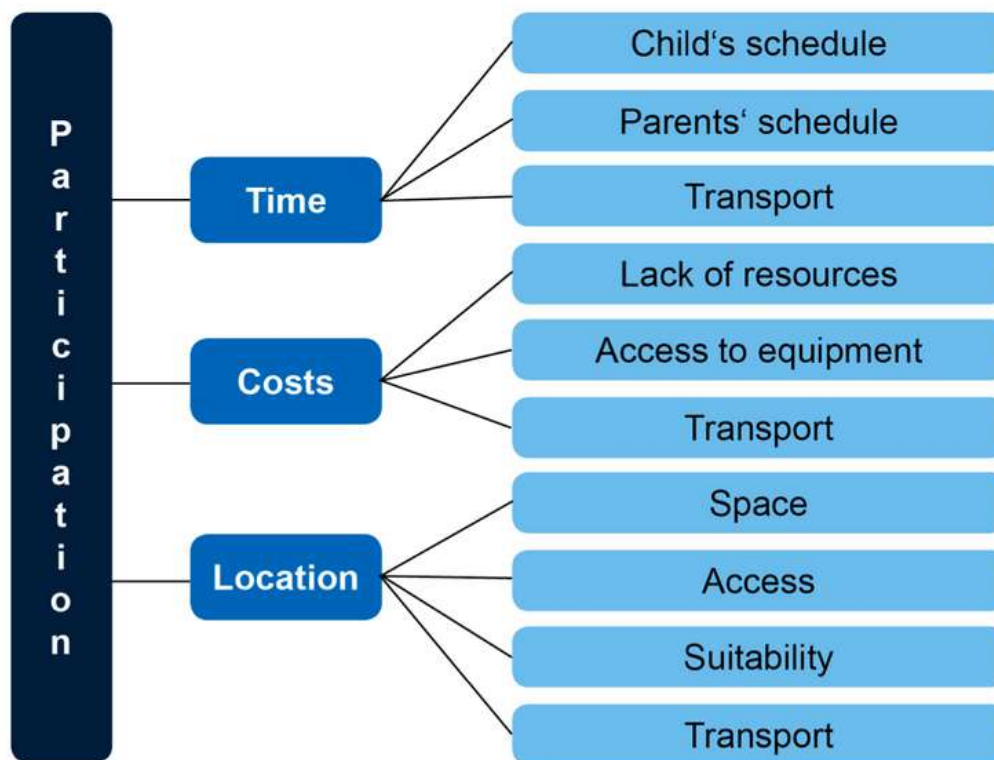 Participation
Time
Child‘s schedule
Parents‘ schedule
Transport
Costs
Lack of resources
Access to equipment
Transport
Location
Space
Access
Suitability
Transport